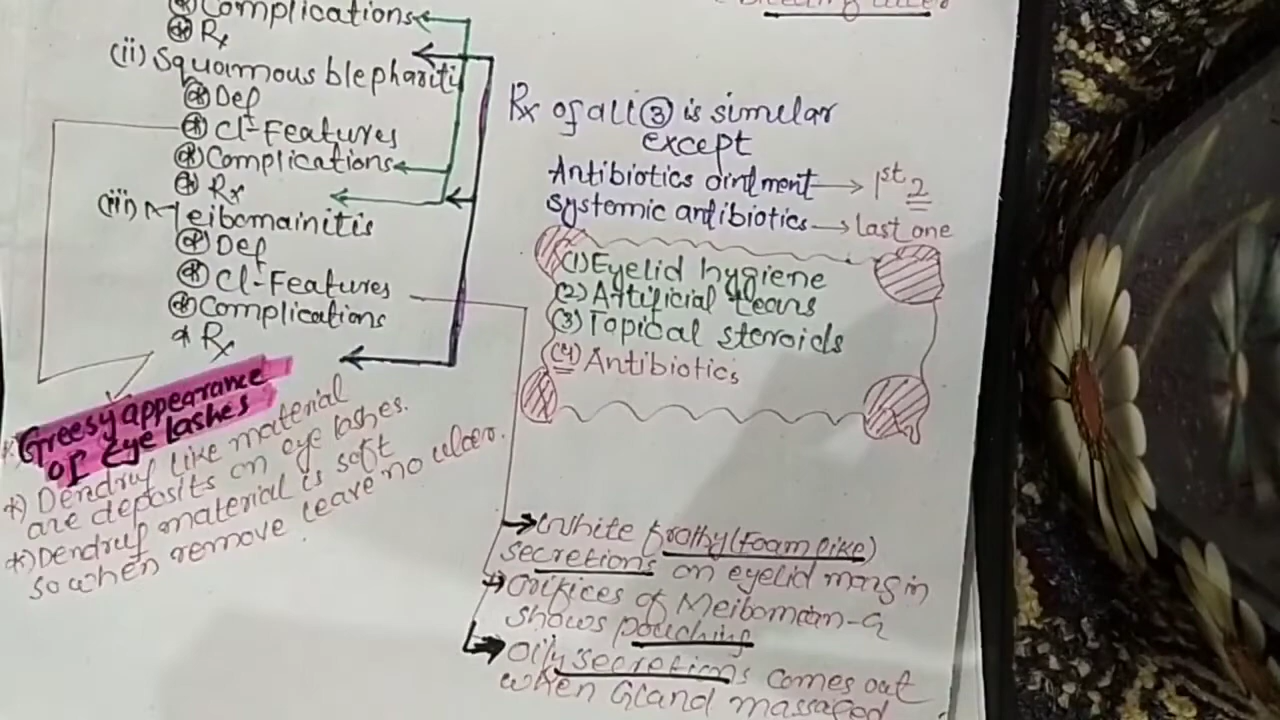 Complications
Rx
(ii) Squamous blephariti
Def
Cl-Features
Complications
Rx
(iii) Meibomainitis
Def
Cl-Features
Complications
Rx
Greesy appearance
of Eye lashes
*) Dendruf like material
are deposits on eye lashes.
*) Dendruf material is soft
so when remove leave no ulcer.
Rx of all (3) is similar
except
Antibiotics ointment → 1st 2
systemic antibiotics → last one
(1) Eyelid hygiene
(2) Artificial tears
(3) Topical steroids
(4) Antibiotics
White frothy (Foam like)
secretions on eyelid margin
Orifices of Meibomean-G
shows pouching
Oily secretions comes out
when Gland massaged